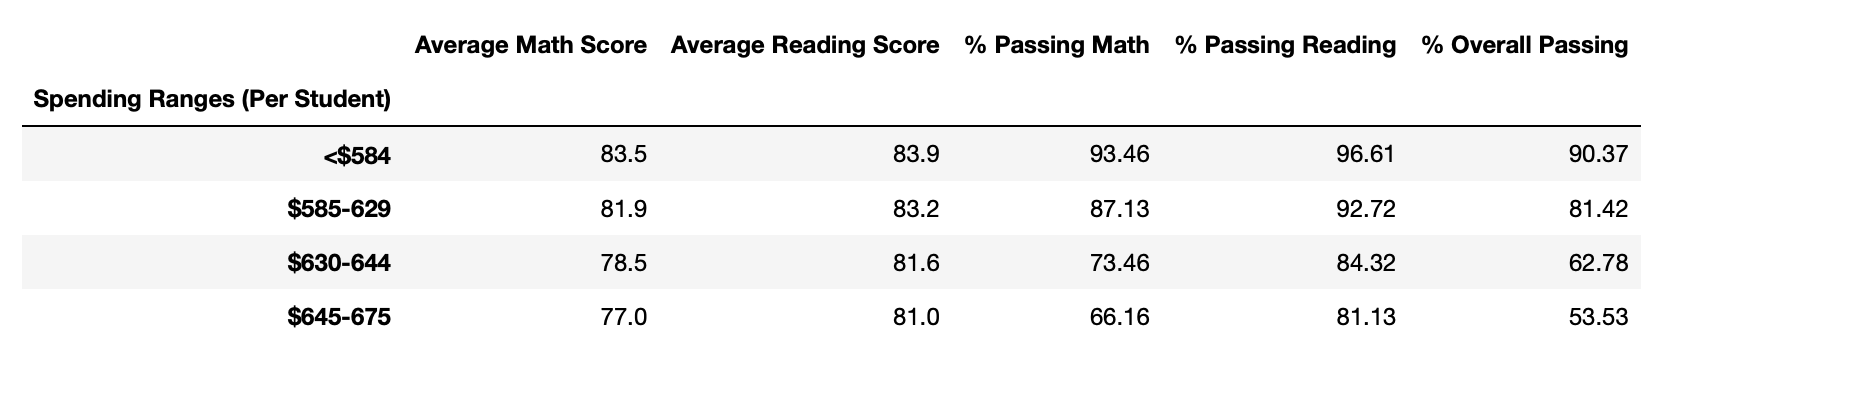 Average Math Score Average Reading Score % Passing Math % Passing Reading % Overall Passing
Spending Ranges (Per Student)
<$584 83.5 83.9 93.46 96.61 90.37
$585-629 81.9 83.2 87.13 92.72 81.42
$630-644 78.5 81.6 73.46 84.32 62.78
$645-675 77.0 81.0 66.16 81.13 53.53